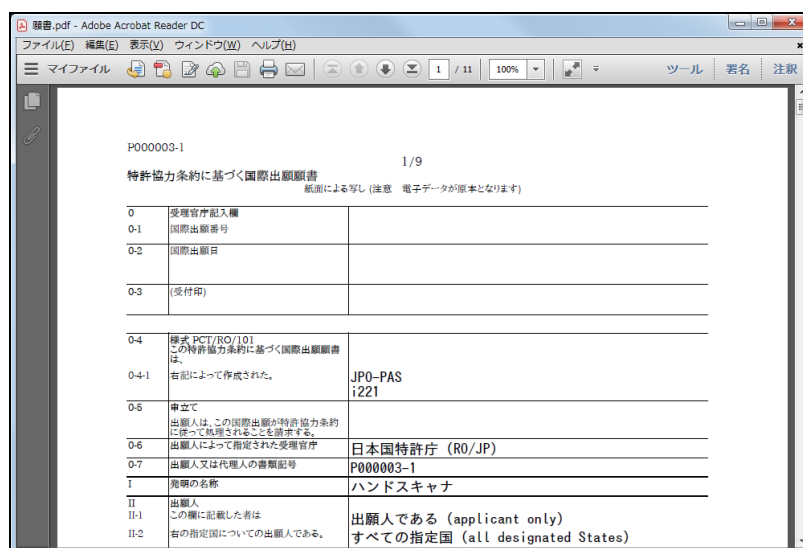 願書.pdf - Adobe Acrobat Reader DC
ファイル(F) 編集(E) 表示(V) ウィンドウ(W) ヘルプ(H)
マイファイル 1 / 11 100% ツール 署名 注釈
P000003-1
1/9
特許協力条約に基づく国際出願願書
紙面による写し (注意 電子データが原本となります)
0 受理官庁記入欄
0-1 国際出願番号
0-2 国際出願日
0-3 (受付印)
0-4 様式 PCT/RO/101
この特許協力条約に基づく国際出願願書
は、
0-4-1 右記によって作成された。 JPO-PAS
i221
0-5 申立て
出願人は、この国際出願が特許協力条約
に従って処理されることを請求する。
0-6 出願人によって指定された受理官庁 日本国特許庁 (RO/JP)
0-7 出願人又は代理人の書類記号 P000003-1
I 発明の名称 ハンドスキャナ
II 出願人
II-1 この欄に記載した者は 出願人である (applicant only)
II-2 右の指定国についての出願人である。 すべての指定国 (all designated States)